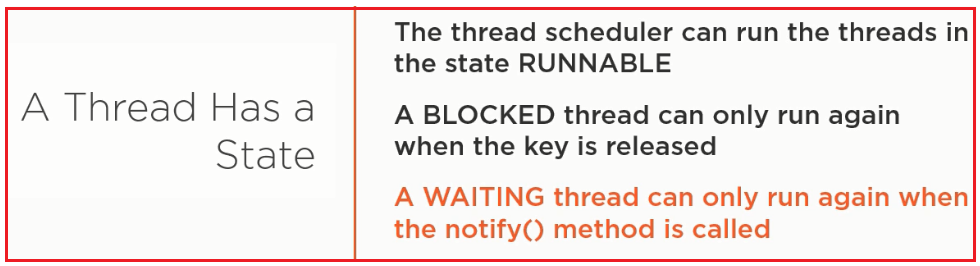 A Thread Has a
State
The thread scheduler can run the threads in
the state RUNNABLE
A BLOCKED thread can only run again
when the key is released
A WAITING thread can only run again when
the notify() method is called